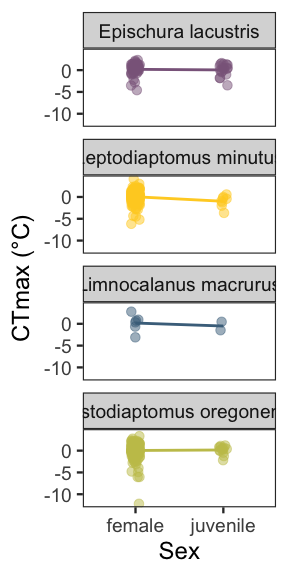 Epischura lacustris
0
-5
-10
eptodiaptomus minutu
0
-5
-10
Limnocalanus macrurus
0
-5
-10
stodiaptomus oregoner
0
-5
-10
female juvenile
Sex
CTmax (°C)